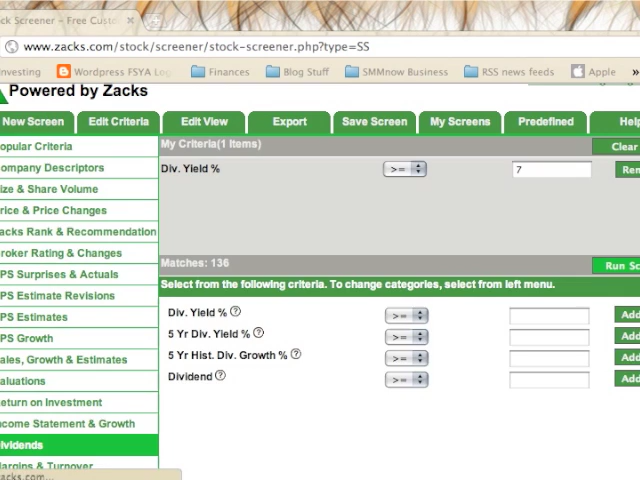 ck Screener – Free Custo
www.zacks.com/stock/screener/stock-screener.php?type=SS
nvesting
Wordpress FSYA Log
Finances
Blog Stuff
SMMnow Business
RSS news feeds
Apple
»
Powered by Zacks
New Screen
Edit Criteria
Edit View
Export
Save Screen
My Screens
Predefined
Help
opular Criteria
ompany Descriptors
ize & Share Volume
rice & Price Changes
acks Rank & Recommendation
roker Rating & Changes
PS Surprises & Actuals
PS Estimate Revisions
PS Estimates
PS Growth
ales, Growth & Estimates
aluations
eturn on Investment
ncome Statement & Growth
ividends
argins & Turnover
acks.com...
My Criteria(1 Items)
Clear
Div. Yield %
>=
7
Rem
Matches: 136
Run Sc
Select from the following criteria. To change categories, select from left menu.
Div. Yield % ?
>=
Add
5 Yr Div. Yield % ?
>=
Add
5 Yr Hist. Div. Growth % ?
>=
Add
Dividend ?
>=
Add